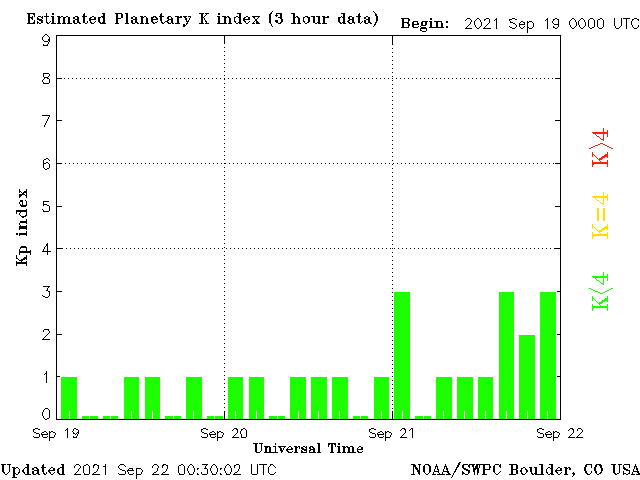 Estimated Planetary K index (3 hour data) Begin: 2021 Sep 19 0000 UTC
9
8
7
6
5
4
3
2
1
0
Kp index
K>4
K=4
K<4
Sep 19 Sep 20 Sep 21 Sep 22
Universal Time
Updated 2021 Sep 22 00:30:02 UTC NOAA/SWPC Boulder, CO USA